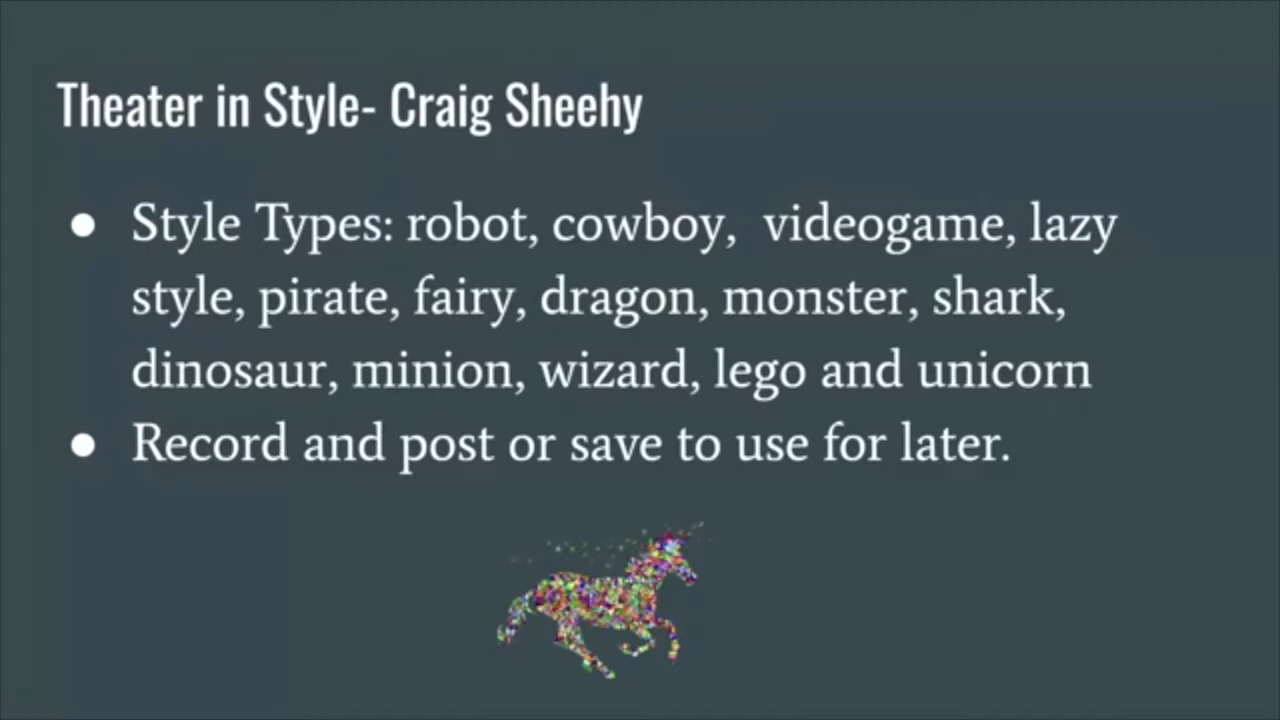 Theater in Style- Craig Sheehy
● Style Types: robot, cowboy,  videogame, lazy
style, pirate, fairy, dragon, monster, shark,
dinosaur, minion, wizard, lego and unicorn
● Record and post or save to use for later.